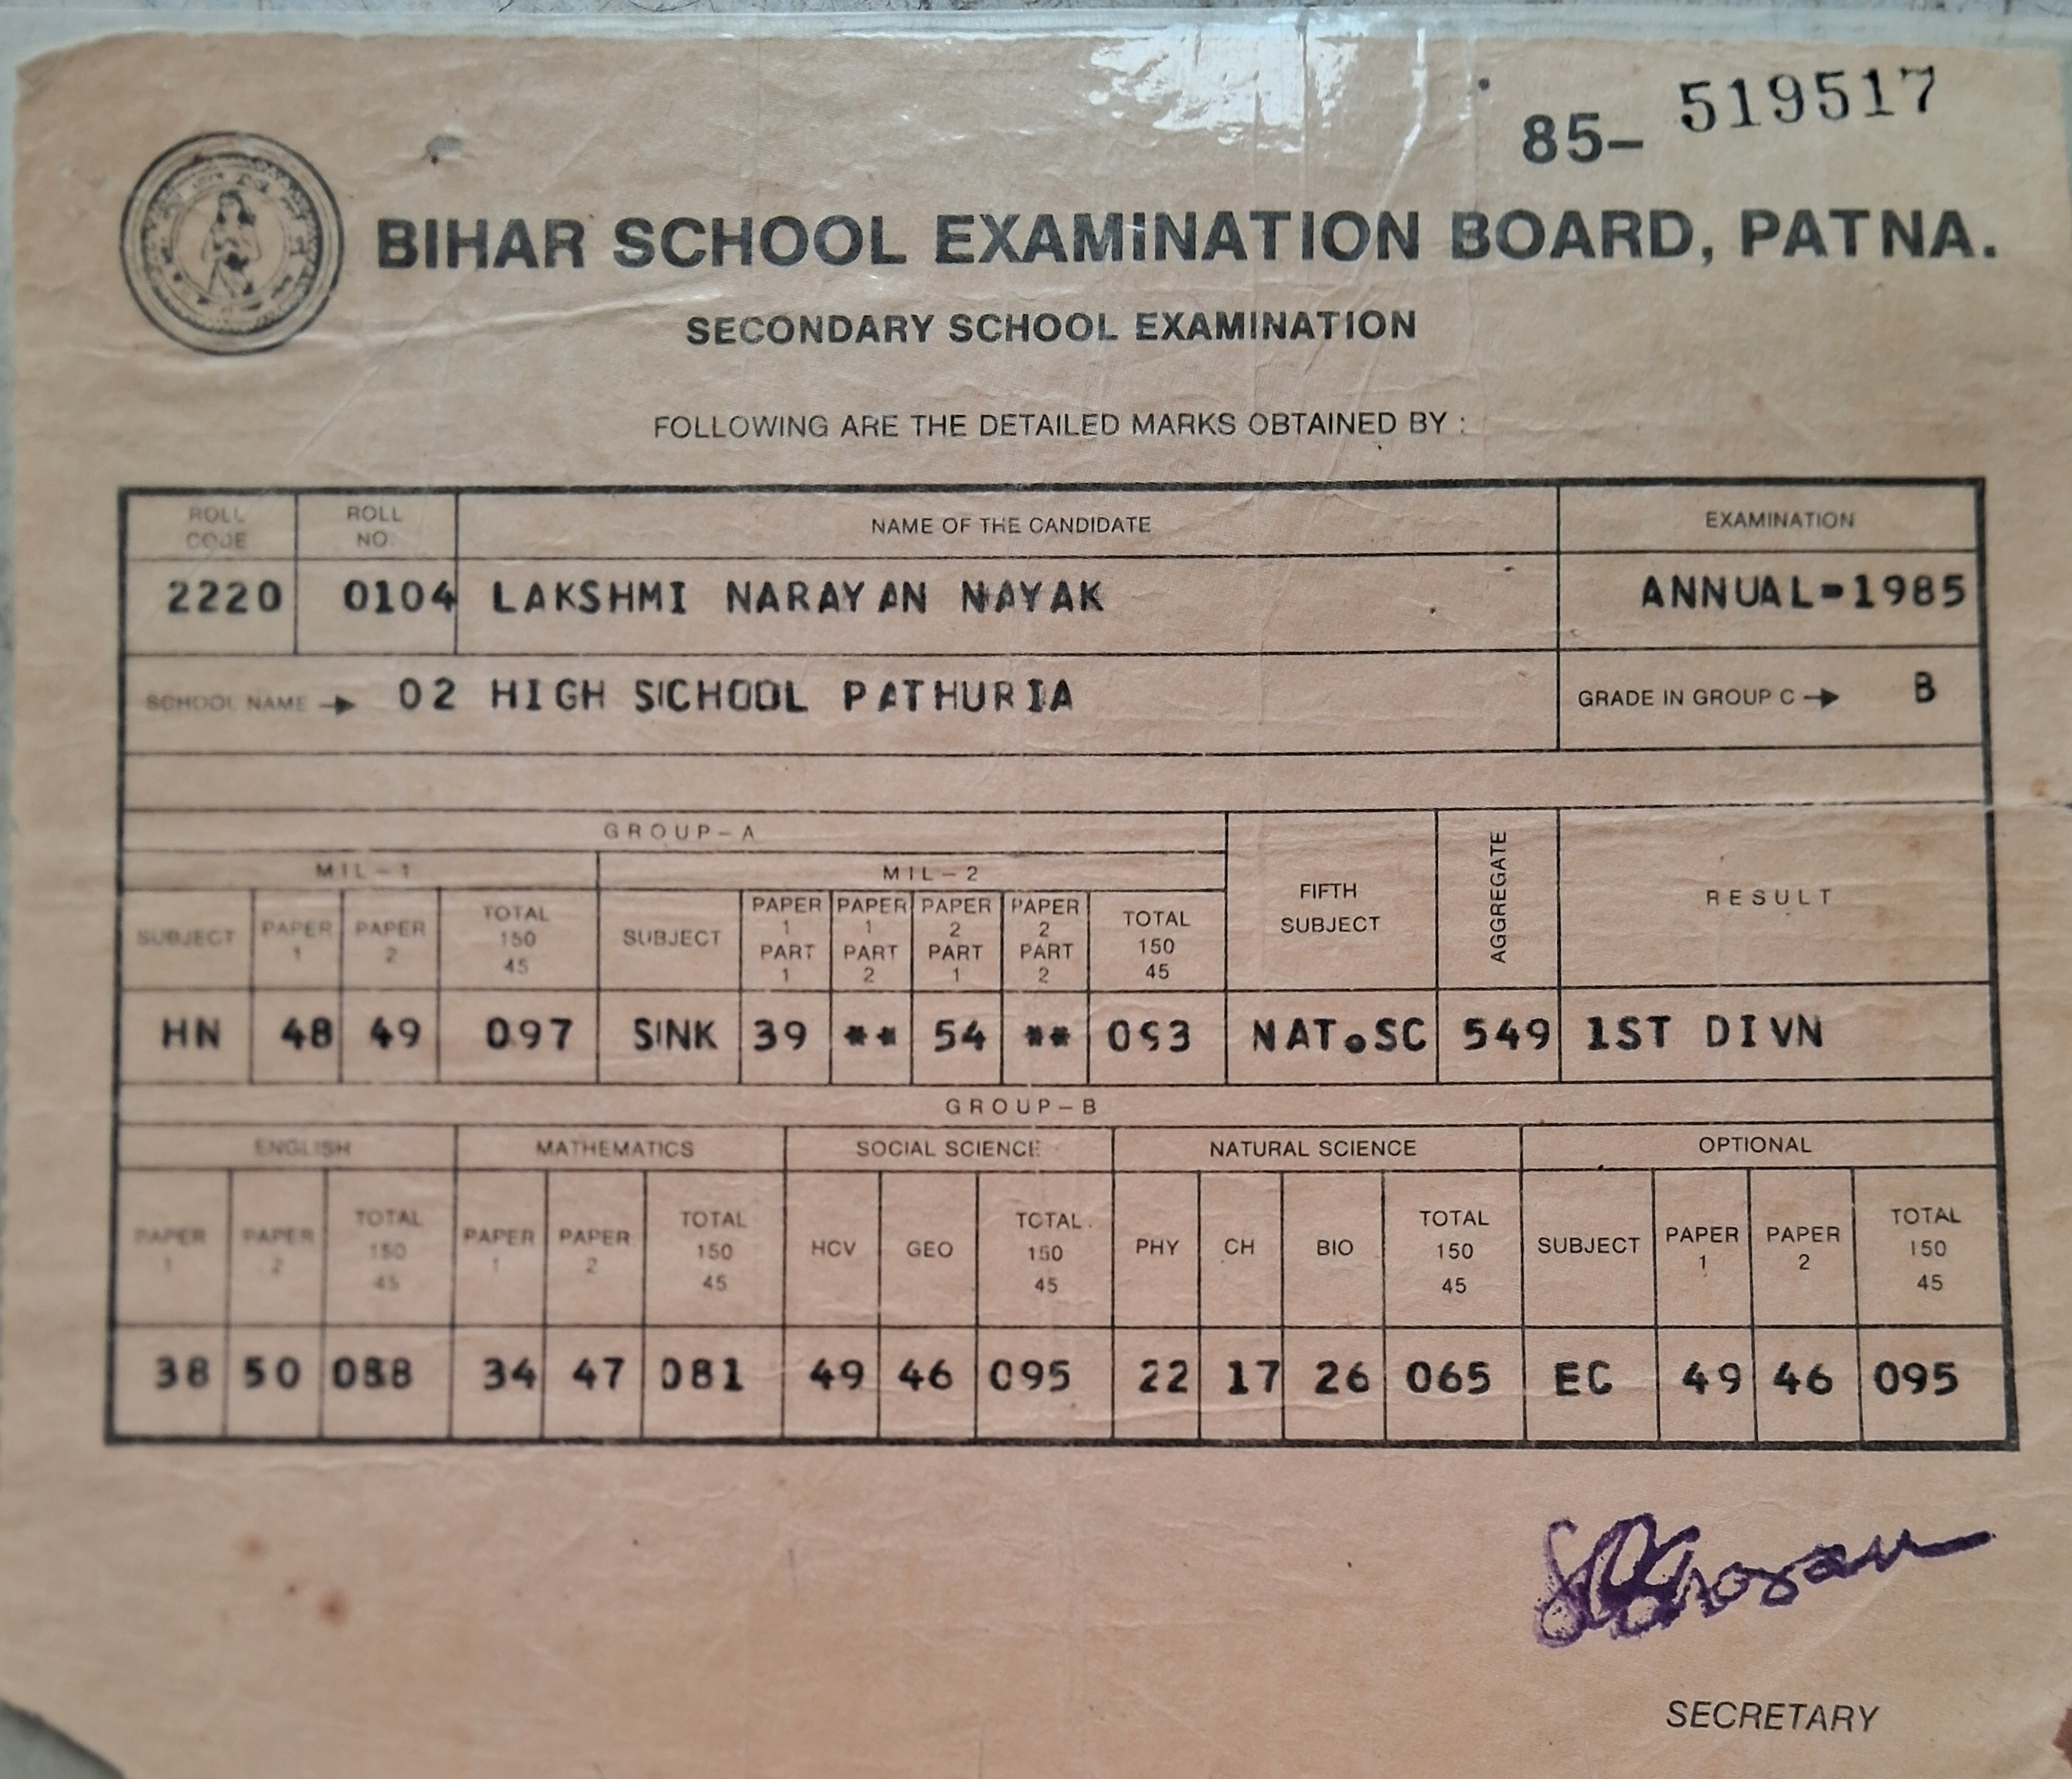 85- 519517
BIHAR SCHOOL EXAMINATION BOARD, PATNA.
SECONDARY SCHOOL EXAMINATION
FOLLOWING ARE THE DETAILED MARKS OBTAINED BY :
ROLL CODE ROLL NO. NAME OF THE CANDIDATE EXAMINATION
2220 0104 LAKSHMI NARAYAN NAYAK ANNUAL-1985
SCHOOL NAME → 02 HIGH SCHOOL PATHURIA GRADE IN GROUP C → B
GROUP-A
MIL-1 MIL-2 FIFTH SUBJECT AGGREGATE RESULT
SUBJECT PAPER 1 PAPER 2 TOTAL 150 45 SUBJECT PAPER 1 PART 1 PAPER 1 PART 2 PAPER 2 PART 1 PAPER 2 PART 2 TOTAL 150 45
HN 48 49 097 SINK 39 ** 54 ** 093 NAT.SC 549 1ST DIVN
GROUP-B
ENGLISH MATHEMATICS SOCIAL SCIENCE NATURAL SCIENCE OPTIONAL
PAPER 1 PAPER 2 TOTAL 150 45 PAPER 1 PAPER 2 TOTAL 150 45 HCV GEO TOTAL 150 45 PHY CH BIO TOTAL 150 45 SUBJECT PAPER 1 PAPER 2 TOTAL 150 45
38 50 088 34 47 081 49 46 095 22 17 26 065 EC 49 46 095
SECRETARY